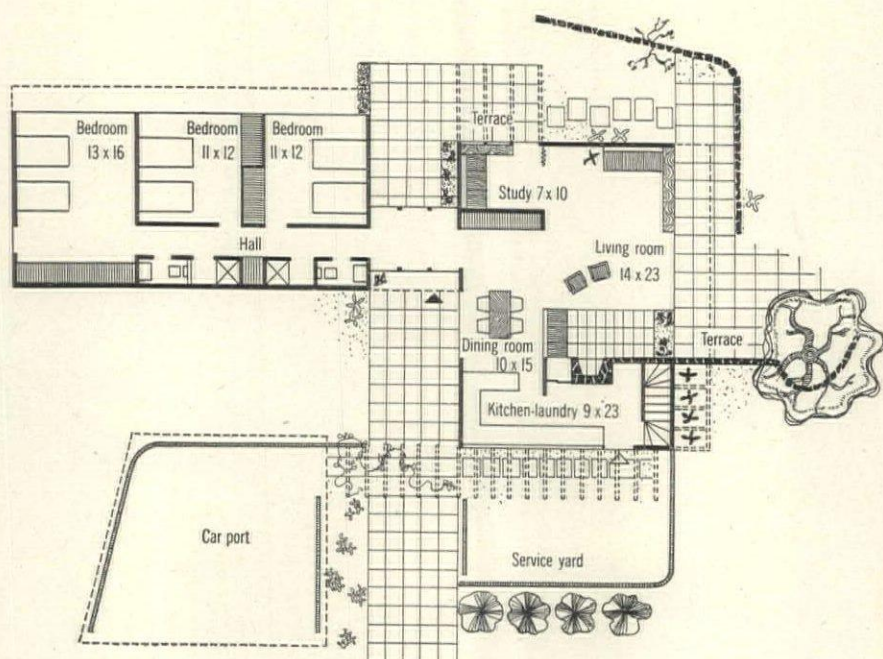 Bedroom
13 x 16
Bedroom
11 x 12
Bedroom
11 x 12
Terrace
Study 7 x 10
Hall
Living room
14 x 23
Dining room
10 x 15
Terrace
Kitchen-laundry 9 x 23
Car port
Service yard